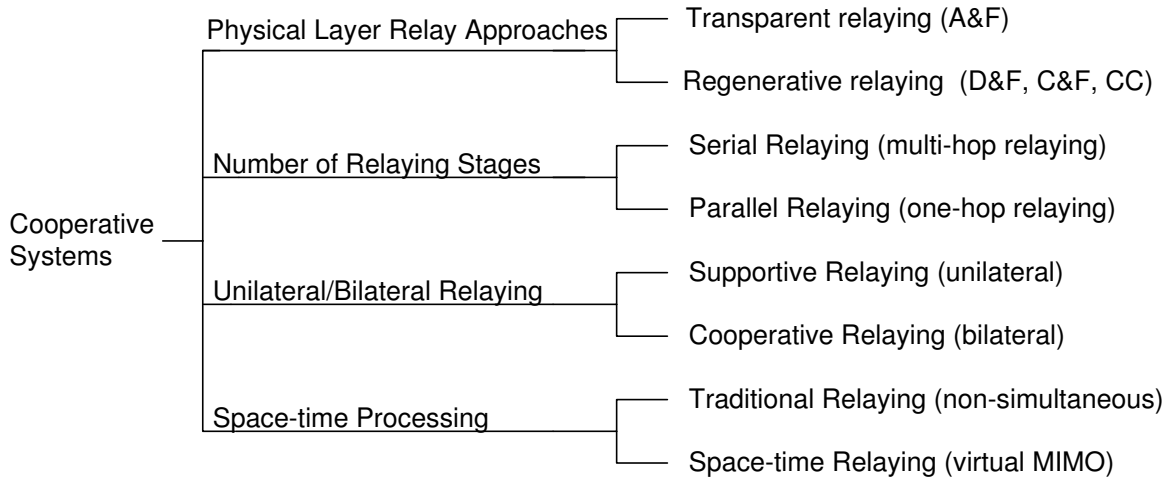 Cooperative
Systems
Physical Layer Relay Approaches
Transparent relaying (A&F)
Regenerative relaying (D&F, C&F, CC)
Number of Relaying Stages
Serial Relaying (multi-hop relaying)
Parallel Relaying (one-hop relaying)
Unilateral/Bilateral Relaying
Supportive Relaying (unilateral)
Cooperative Relaying (bilateral)
Space-time Processing
Traditional Relaying (non-simultaneous)
Space-time Relaying (virtual MIMO)